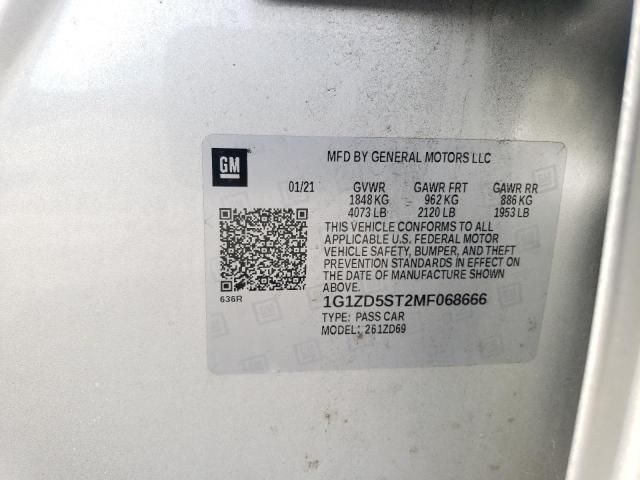 GM
MFD BY GENERAL MOTORS LLC
01/21 GVWR GAWR FRT GAWR RR
1848 KG 962 KG 886 KG
4073 LB 2120 LB 1953 LB
THIS VEHICLE CONFORMS TO ALL
APPLICABLE U.S. FEDERAL MOTOR
VEHICLE SAFETY, BUMPER, AND THEFT
PREVENTION STANDARDS IN EFFECT ON
THE DATE OF MANUFACTURE SHOWN
ABOVE.
636R
1G1ZD5ST2MF068666
TYPE: PASS CAR
MODEL: 261ZD69